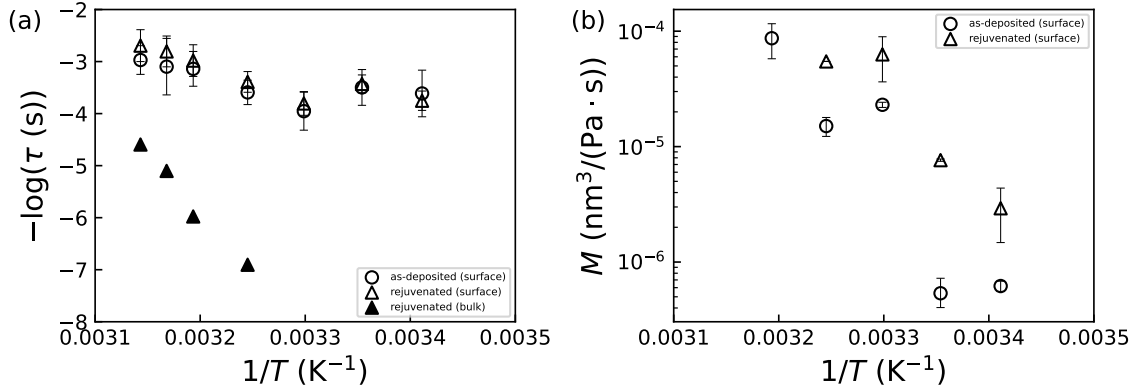 (a)
−log(τ (s))
−2
−3
−4
−5
−6
−7
−8
as-deposited (surface)
rejuvenated (surface)
rejuvenated (bulk)
0.0031 0.0032 0.0033 0.0034 0.0035
1/T (K⁻¹)
(b)
M (nm³/(Pa · s))
10⁻⁴
10⁻⁵
10⁻⁶
as-deposited (surface)
rejuvenated (surface)
0.0031 0.0032 0.0033 0.0034 0.0035
1/T (K⁻¹)